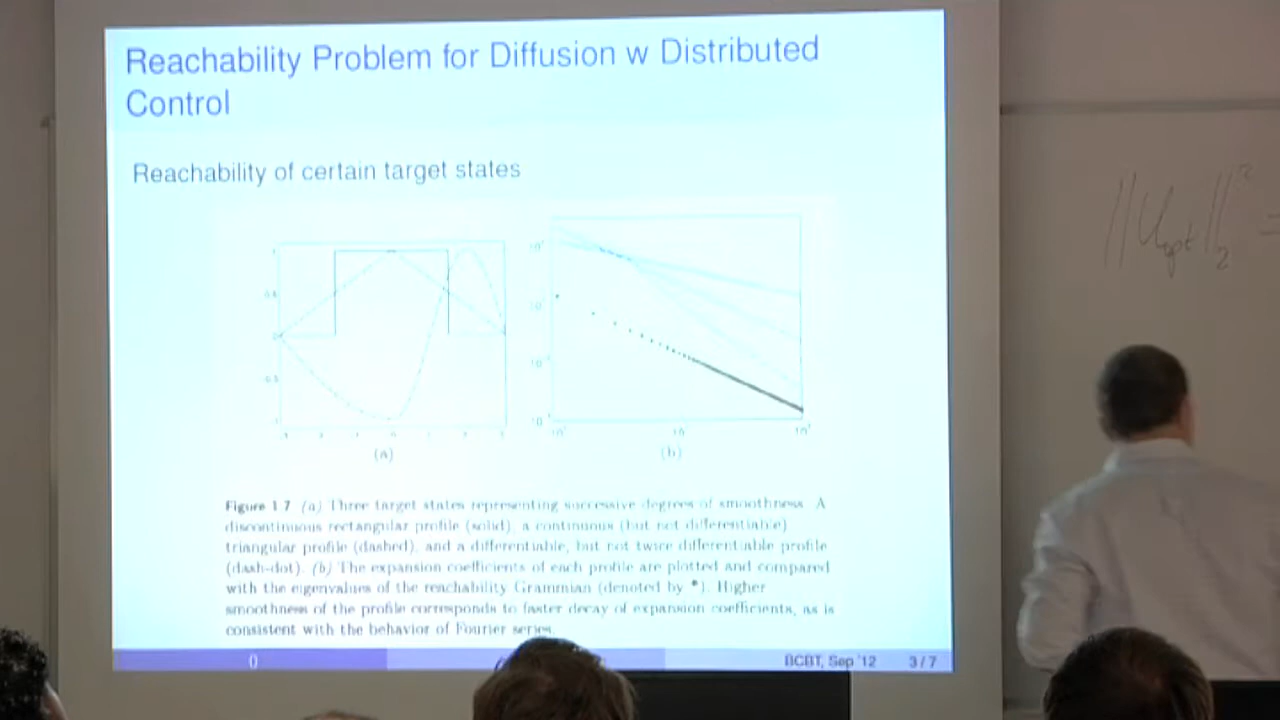 Reachability Problem for Diffusion w Distributed
Control
Reachability of certain target states
(a)
(b)
Figure 1.7 (a) Three target states representing successive degrees of smoothness. A
discontinuous rectangular profile (solid), a continuous (but not differentiable)
triangular profile (dashed), and a differentiable, but not twice differentiable profile
(dash-dot). (b) The expansion coefficients of each profile are plotted and compared
with the eigenvalues of the reachability Grammian (denoted by *). Higher
smoothness of the profile corresponds to faster decay of expansion coefficients, as is
consistent with the behavior of Fourier series.
BCBT, Sep '12 3 / 7
||U_opt||_2^2 =